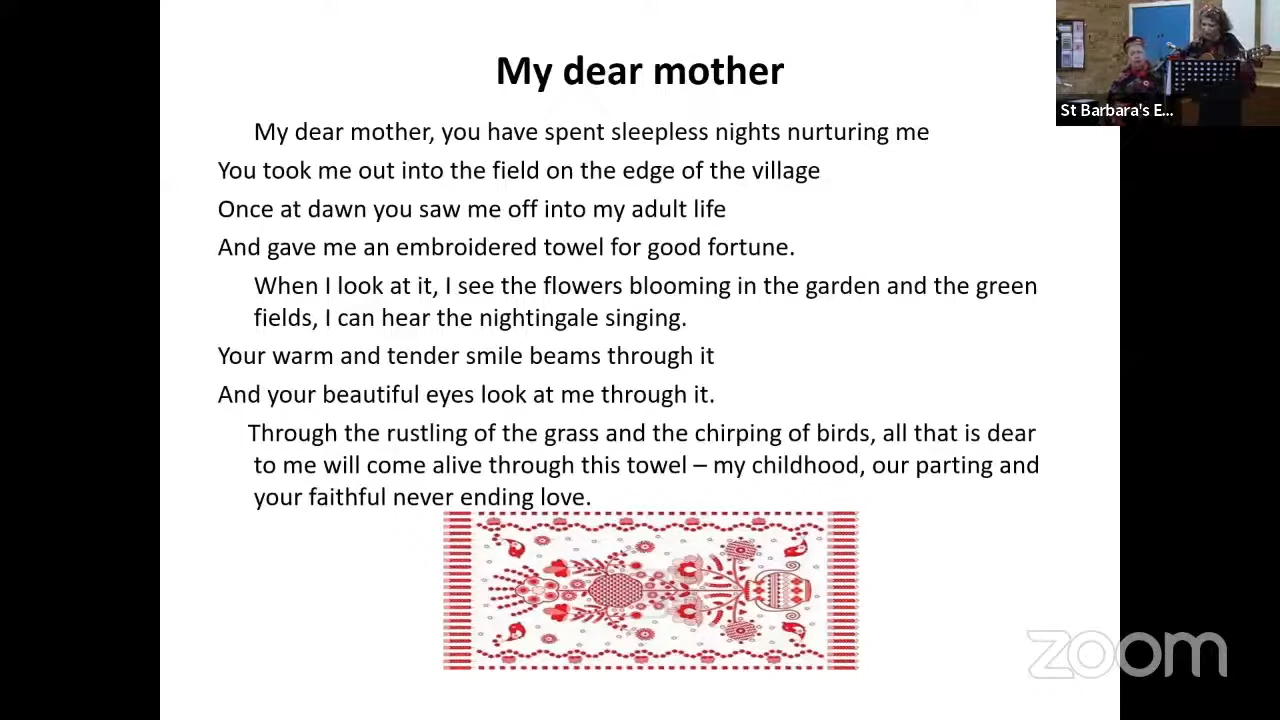 My dear mother
St Barbara's E...
My dear mother, you have spent sleepless nights nurturing me
You took me out into the field on the edge of the village
Once at dawn you saw me off into my adult life
And gave me an embroidered towel for good fortune.
When I look at it, I see the flowers blooming in the garden and the green
fields, I can hear the nightingale singing.
Your warm and tender smile beams through it
And your beautiful eyes look at me through it.
Through the rustling of the grass and the chirping of birds, all that is dear
to me will come alive through this towel – my childhood, our parting and
your faithful never ending love.
zoom